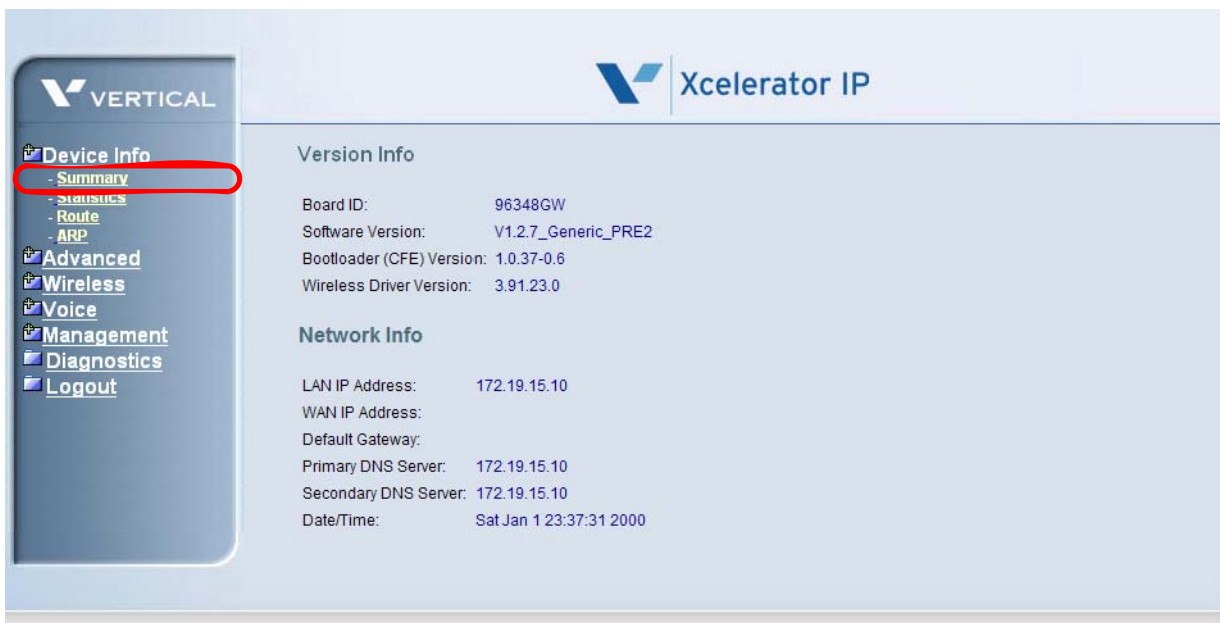 VERTICAL
Xcelerator IP
Device Info
- Summary
- Statistics
- Route
- ARP
Advanced
Wireless
Voice
Management
Diagnostics
Logout
Version Info
Board ID: 96348GW
Software Version: V1.2.7_Generic_PRE2
Bootloader (CFE) Version: 1.0.37-0.6
Wireless Driver Version: 3.91.23.0
Network Info
LAN IP Address: 172.19.15.10
WAN IP Address:
Default Gateway:
Primary DNS Server: 172.19.15.10
Secondary DNS Server: 172.19.15.10
Date/Time: Sat Jan 1 23:37:31 2000